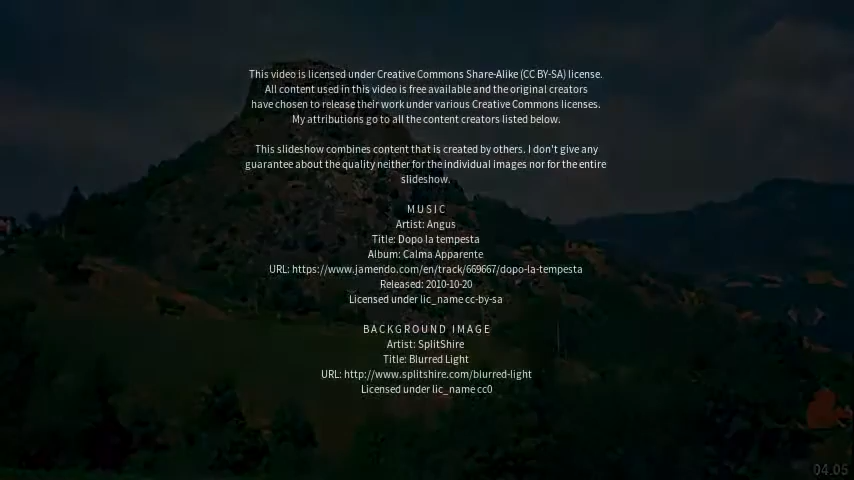 This video is licensed under Creative Commons Share-Alike (CC BY-SA) license.
All content used in this video is free available and the original creators
have chosen to release their work under various Creative Commons licenses.
My attributions go to all the content creators listed below.
This slideshow combines content that is created by others. I don't give any
guarantee about the quality neither for the individual images nor for the entire
slideshow.
MUSIC
Artist: Angus
Title: Dopo la tempesta
Album: Calma Apparente
URL: https://www.jamendo.com/en/track/669667/dopo-la-tempesta
Released: 2010-10-20
Licensed under lic_name cc-by-sa
BACKGROUND IMAGE
Artist: SplitShire
Title: Blurred Light
URL: http://www.splitshire.com/blurred-light
Licensed under lic_name cc0
04.05